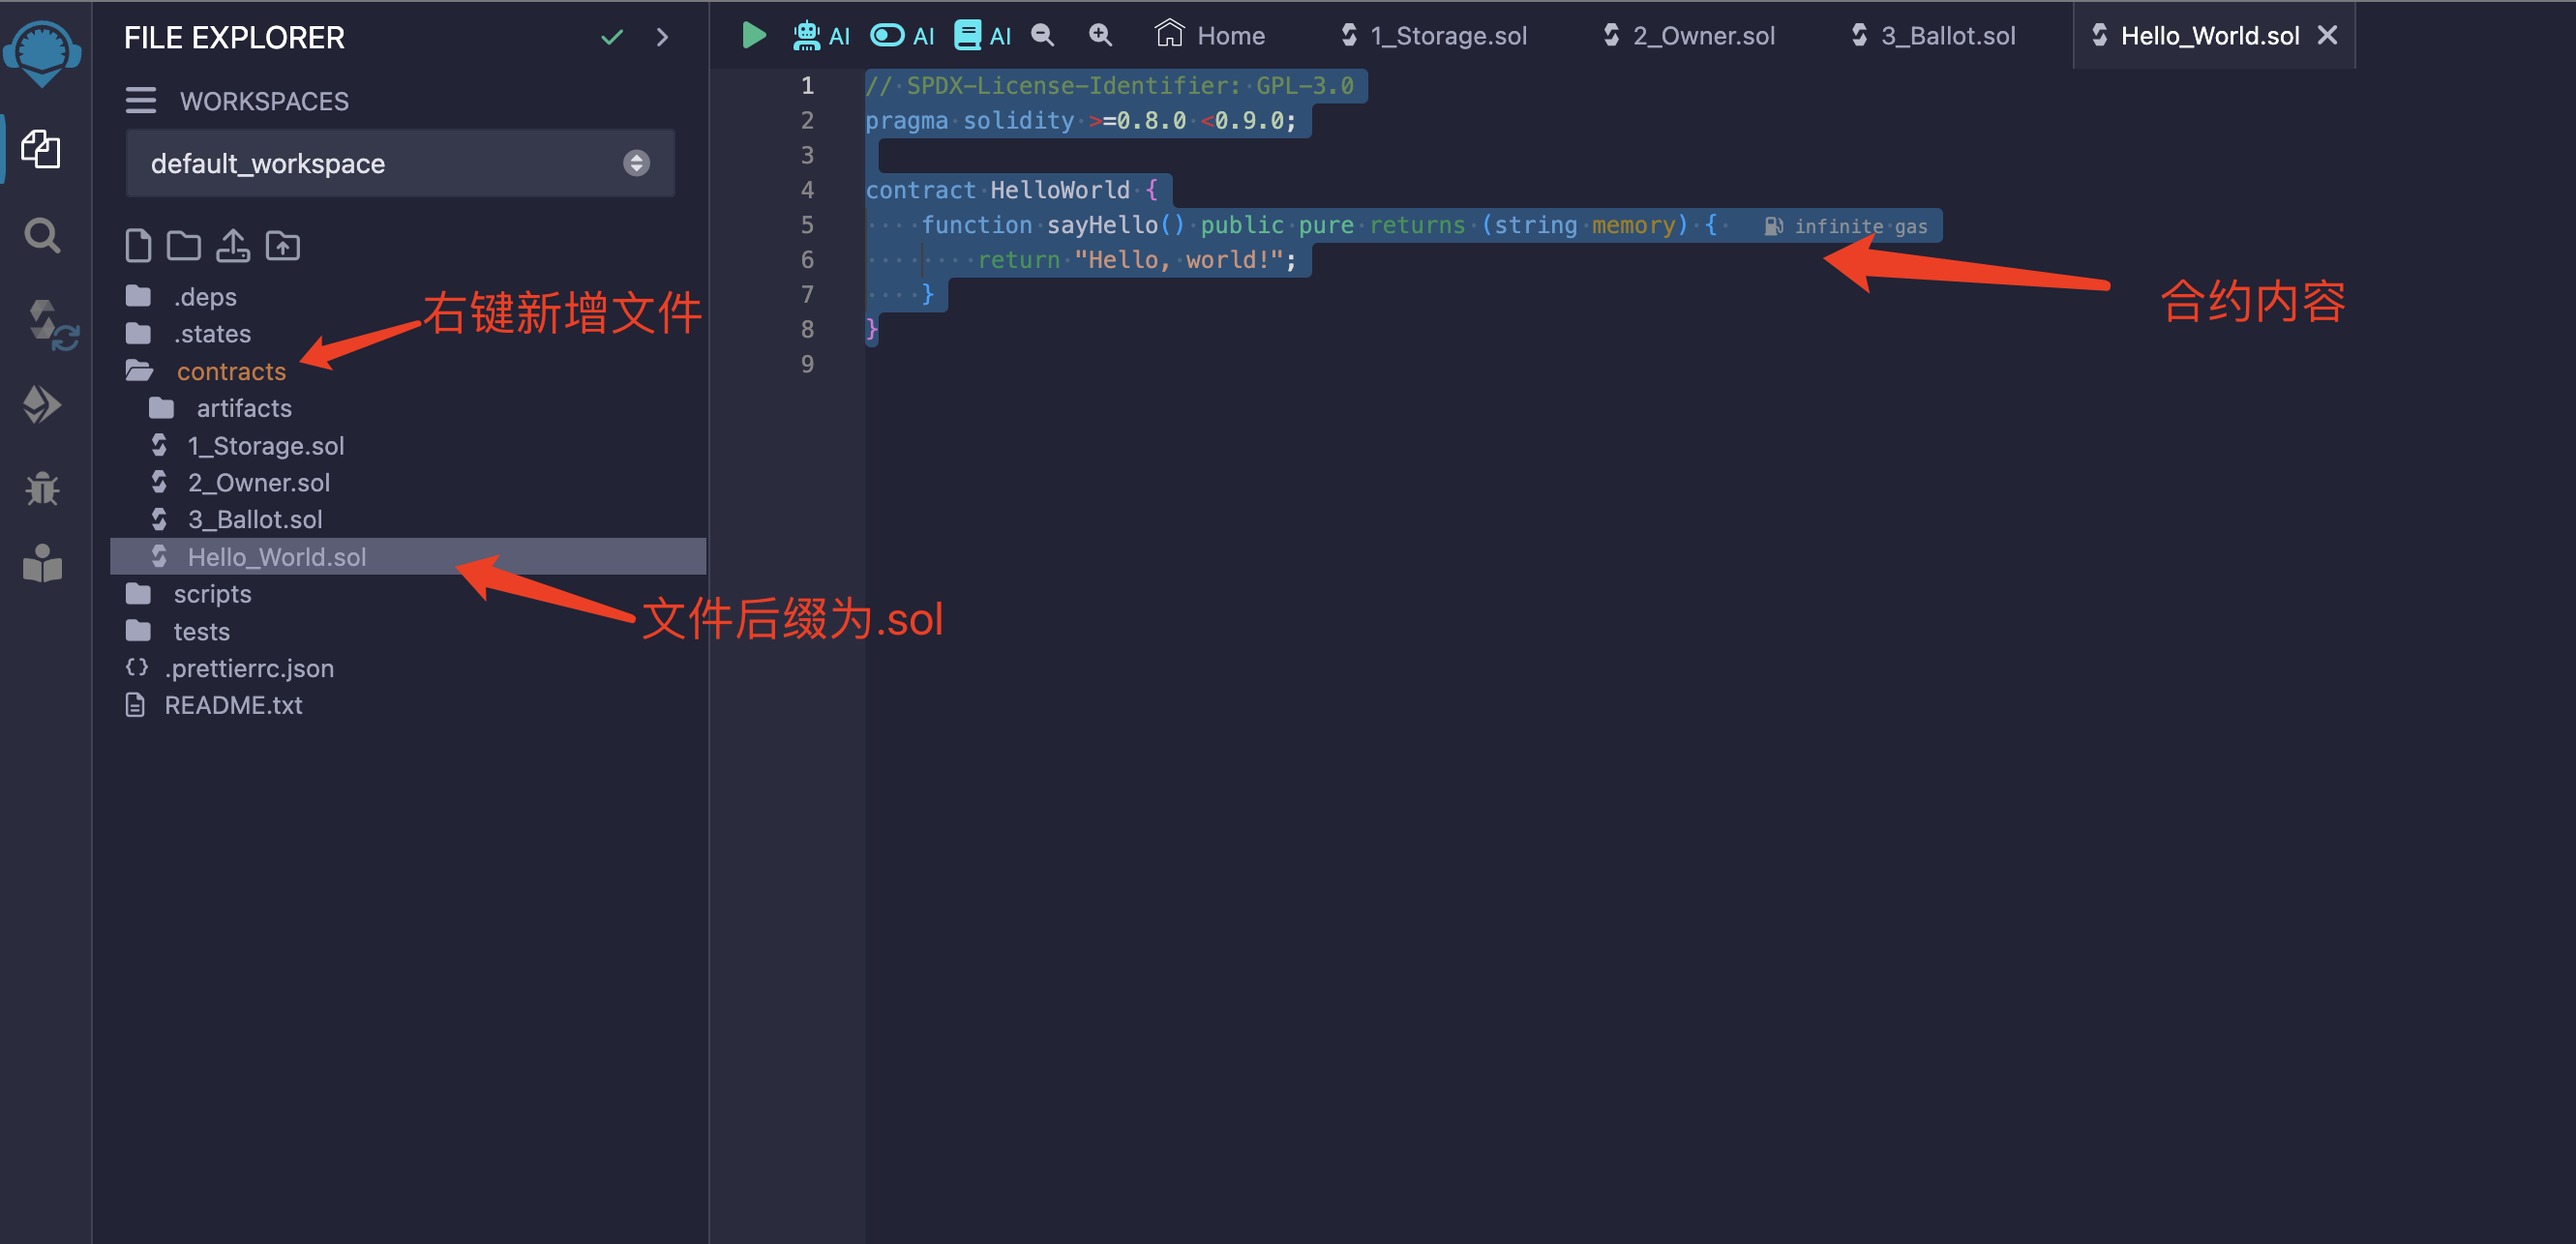 FILE EXPLORER
WORKSPACES
default_workspace
.deps
.states
contracts
artifacts
1_Storage.sol
2_Owner.sol
3_Ballot.sol
Hello_World.sol
scripts
tests
.prettierrc.json
README.txt
右键新增文件
文件后缀为.sol
AI AI AI Home 1_Storage.sol 2_Owner.sol 3_Ballot.sol Hello_World.sol
1 // SPDX-License-Identifier: GPL-3.0
2 pragma solidity >=0.8.0 <0.9.0;
3
4 contract HelloWorld {
5 function sayHello() public pure returns (string memory) { infinite gas
6 return "Hello, world!";
7 }
8 }
9
合约内容